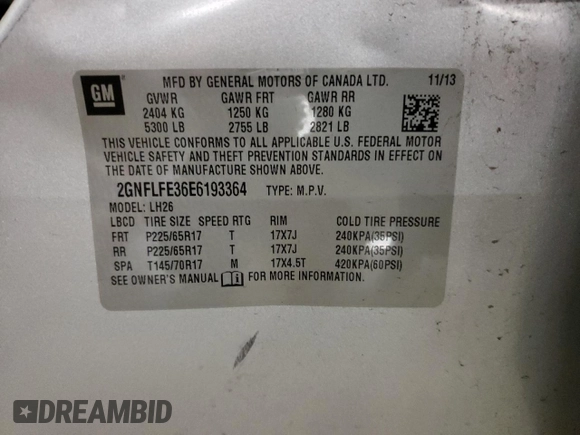 GM
MFD BY GENERAL MOTORS OF CANADA LTD. 11/13
GVWR GAWR FRT GAWR RR
2404 KG 1250 KG 1280 KG
5300 LB 2755 LB 2821 LB
THIS VEHICLE CONFORMS TO ALL APPLICABLE U.S. FEDERAL MOTOR
VEHICLE SAFETY AND THEFT PREVENTION STANDARDS IN EFFECT ON
THE DATE OF MANUFACTURE SHOWN ABOVE.
2GNFLFE36E6193364 TYPE: M.P.V.
MODEL: LH26
LBCD TIRE SIZE SPEED RTG RIM COLD TIRE PRESSURE
FRT P225/65R17 T 17X7J 240KPA(35PSI)
RR P225/65R17 T 17X7J 240KPA(35PSI)
SPA T145/70R17 M 17X4.5T 420KPA(60PSI)
SEE OWNER'S MANUAL FOR MORE INFORMATION.
DREAMBID